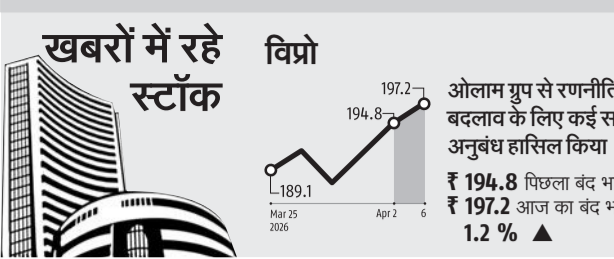 खबरों में रहे
स्टॉक
विप्रो
197.2
194.8
189.1
Mar 25
2026
Apr 2
6
ओलाम ग्रुप से
बदलाव के लिए कई
अनुबंध हासिल किया
₹ 194.8 पिछला बंद
₹ 197.2 आज का बंद
1.2 % ▲